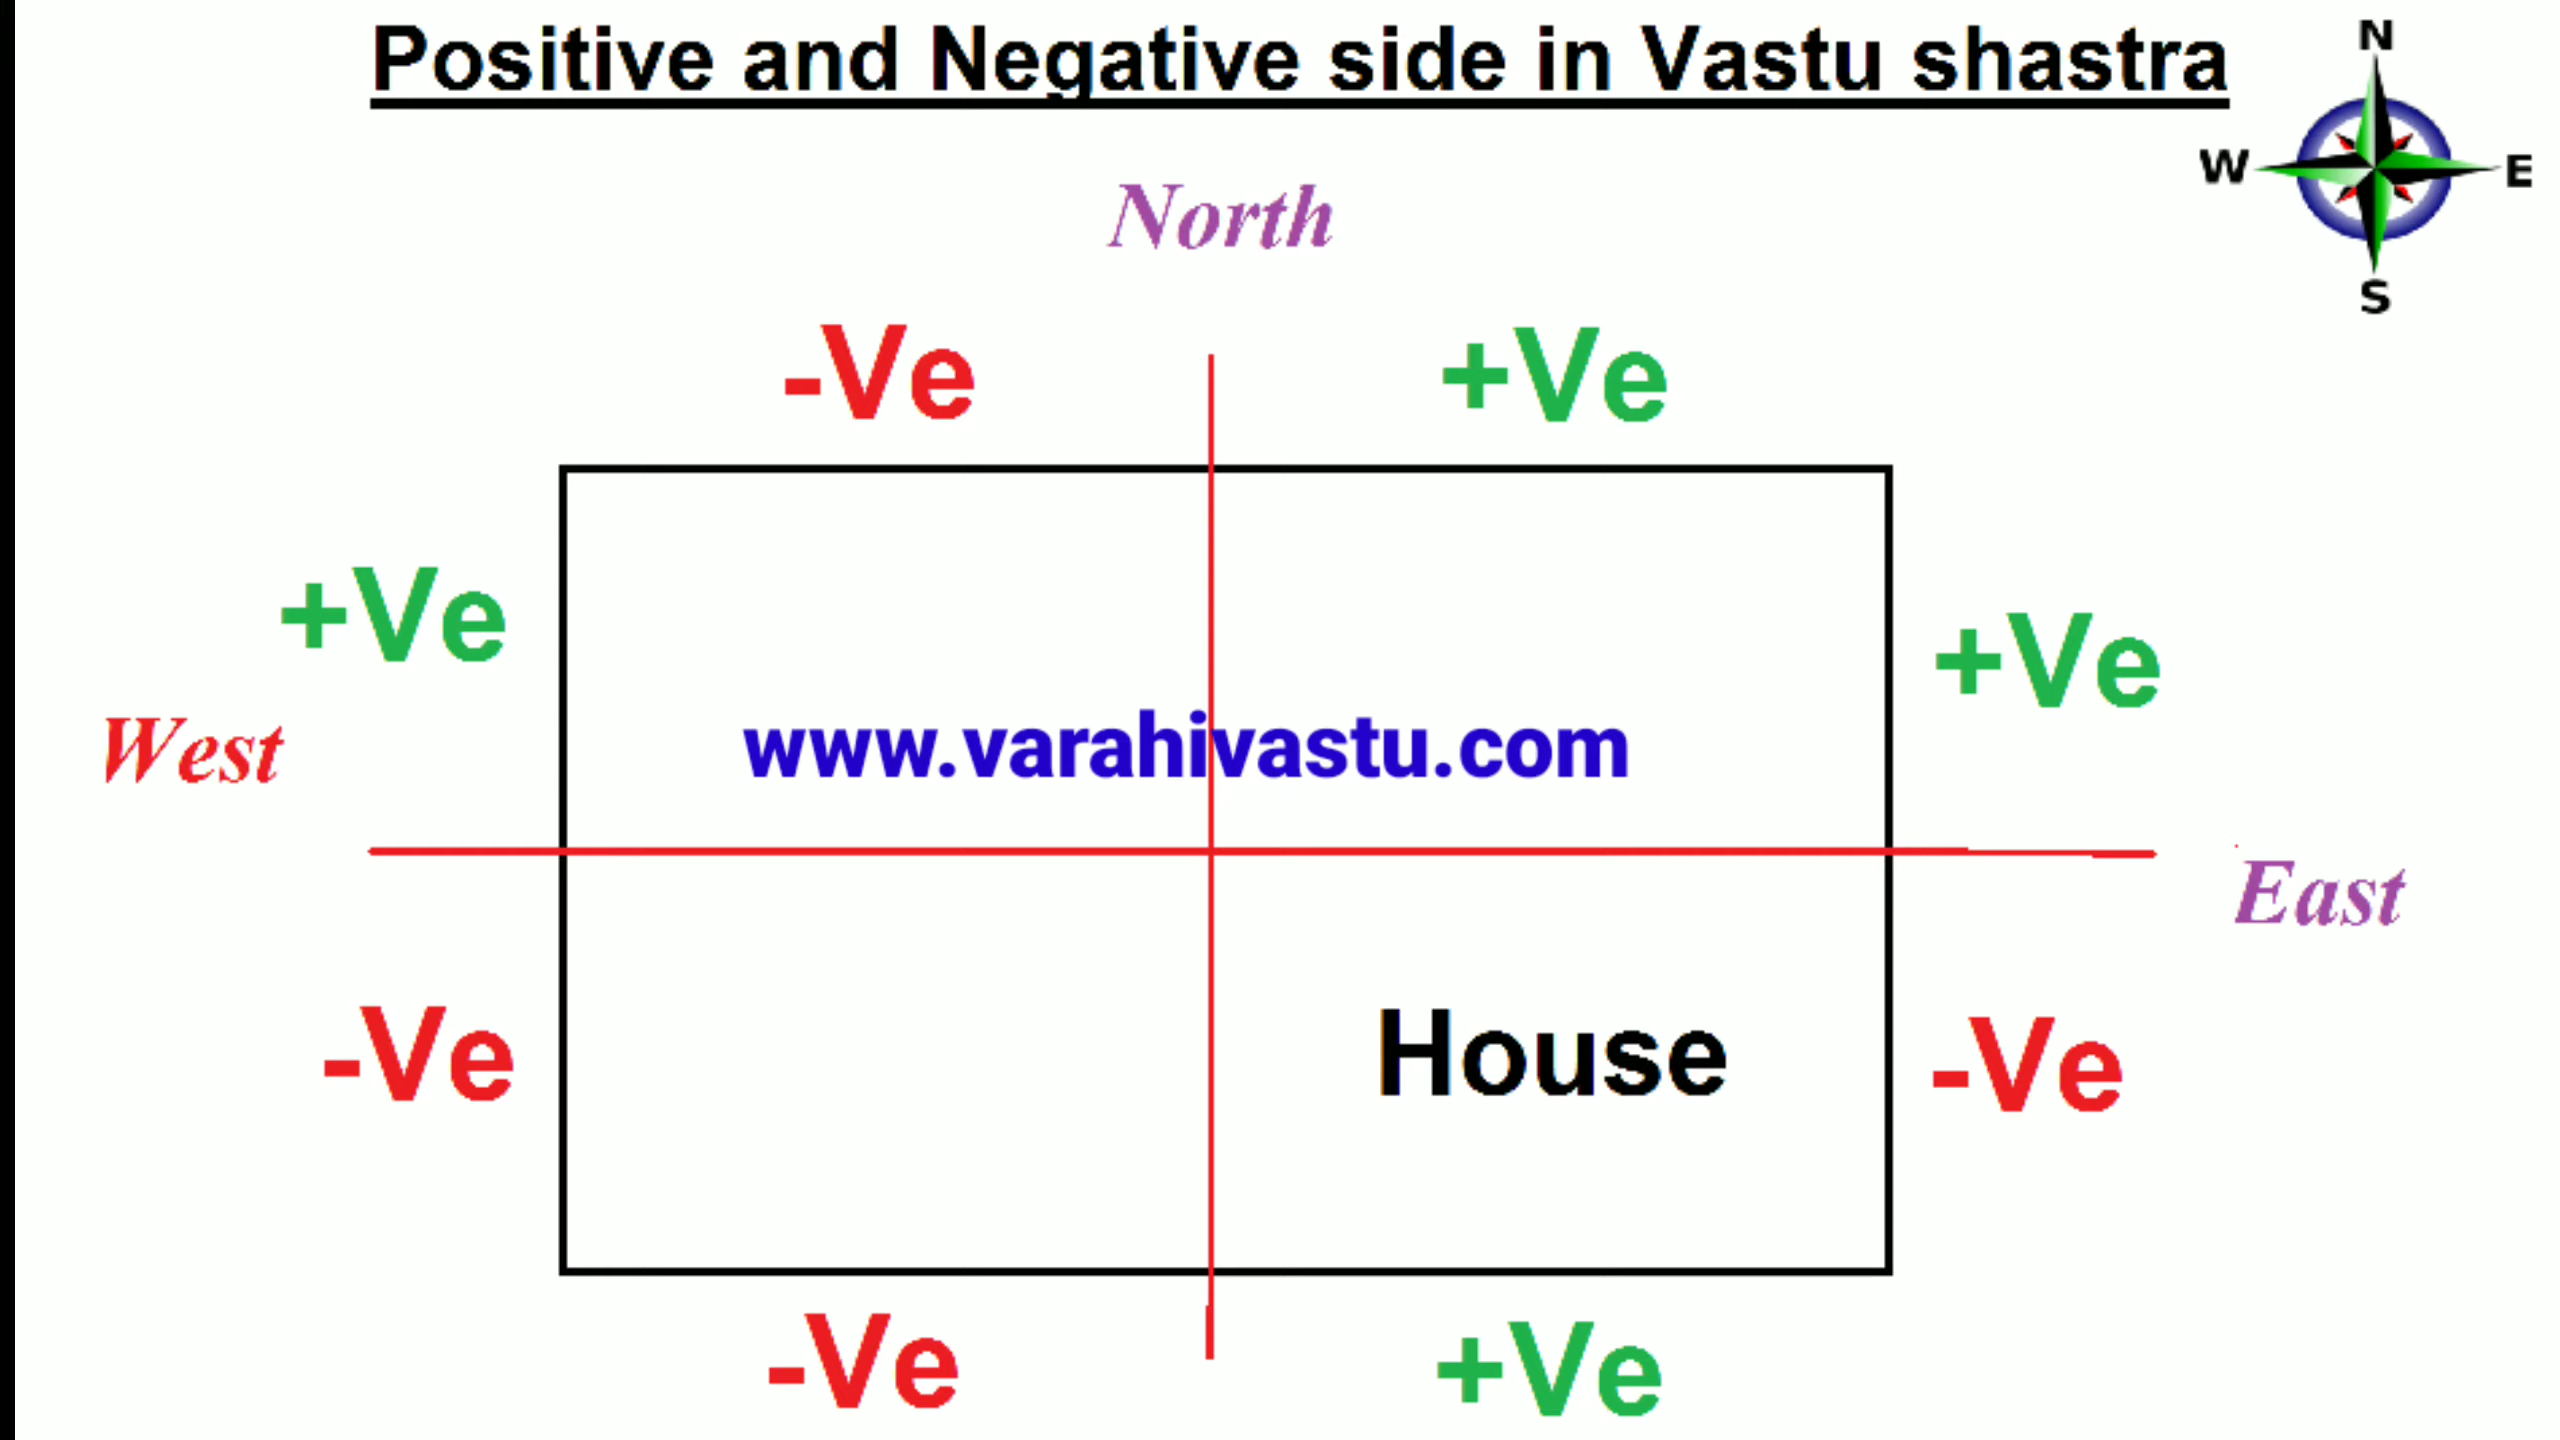 Positive and Negative side in Vastu shastra
N
W
E
S
North
-Ve
+Ve
+Ve
+Ve
www.varahivastu.com
West
East
-Ve
House
-Ve
-Ve
+Ve